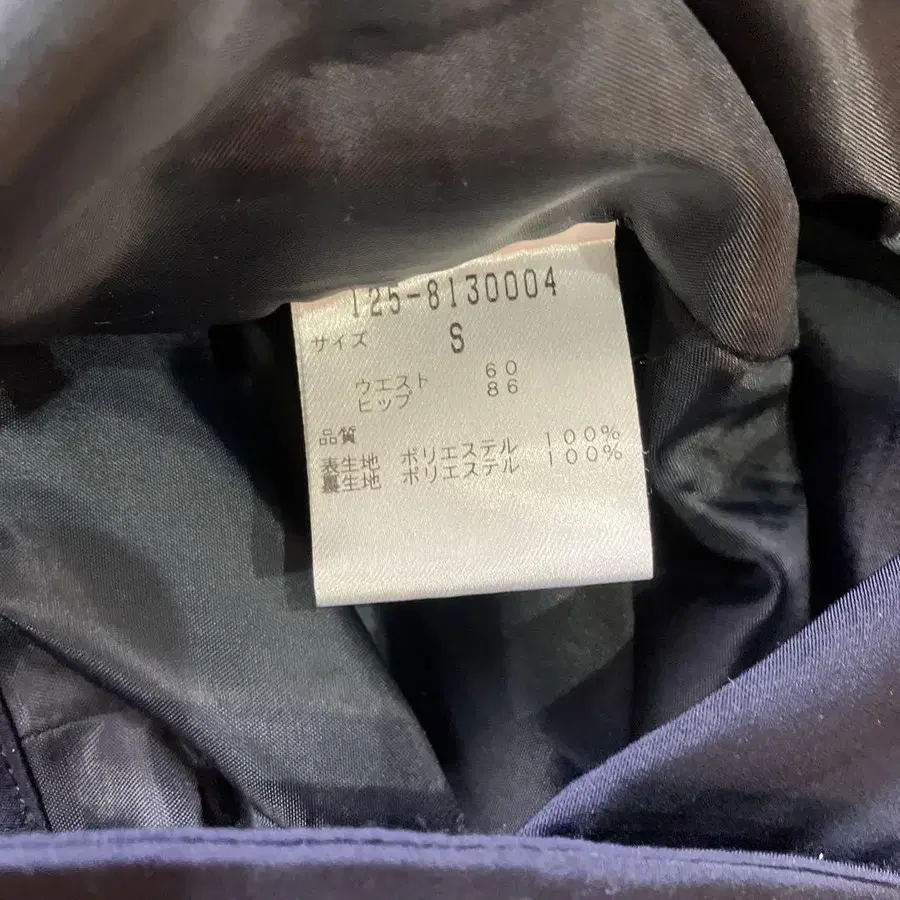 125-8130004
サイズ S
ウエスト 60
ヒップ 86
品質
表生地 ポリエステル 100%
裏生地 ポリエステル 100%